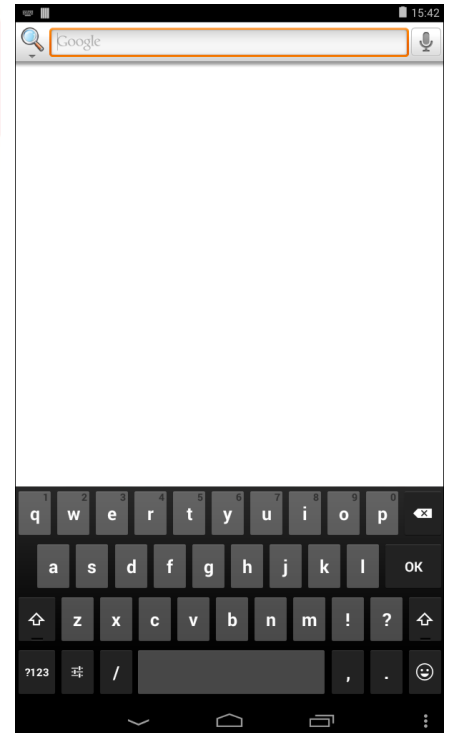 15:42
Google
1 2 3 4 5 6 7 8 9 0
q w e r t y u i o p
a s d f g h j k l OK
z x c v b n m ! ?
?123 / , .